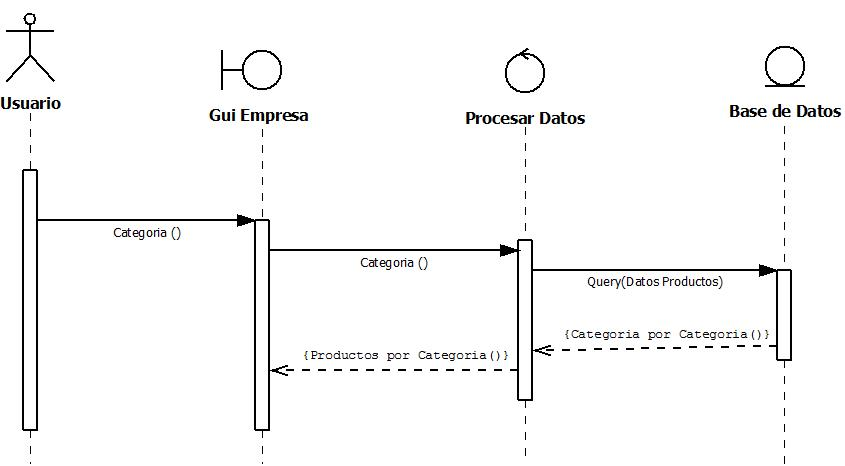 Usuario
Gui Empresa
Procesar Datos
Base de Datos
Categoria ()
Categoria ()
Query(Datos Productos)
{Categoria por Categoria()}
{Productos por Categoria()}